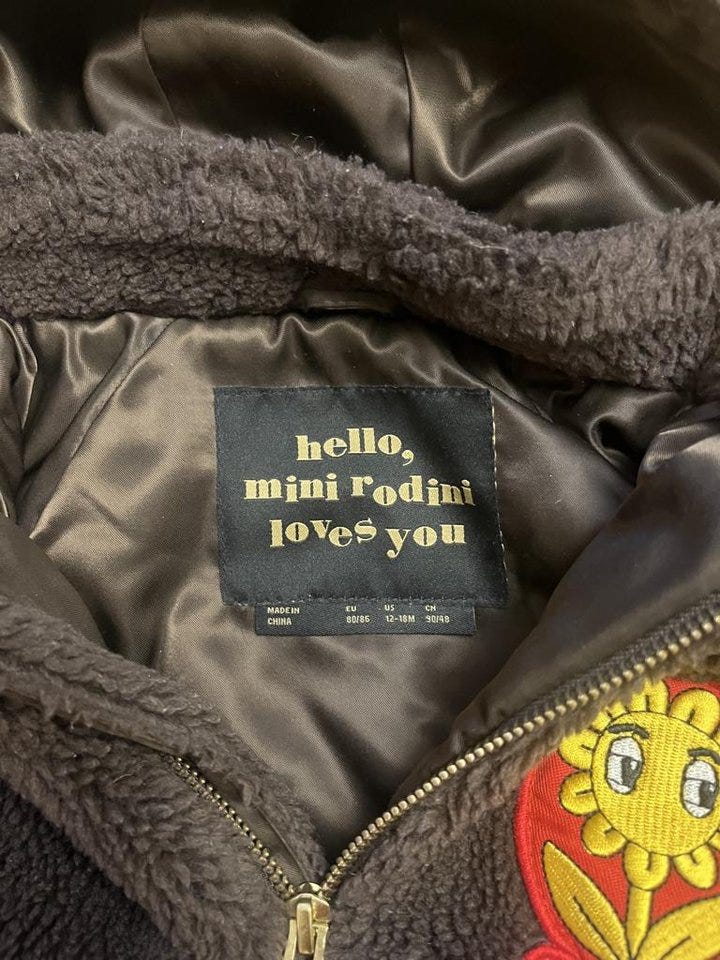 hello,
mini rodini
loves you
MADE IN EU US CN
CHINA 80/86 12-18M 90/48